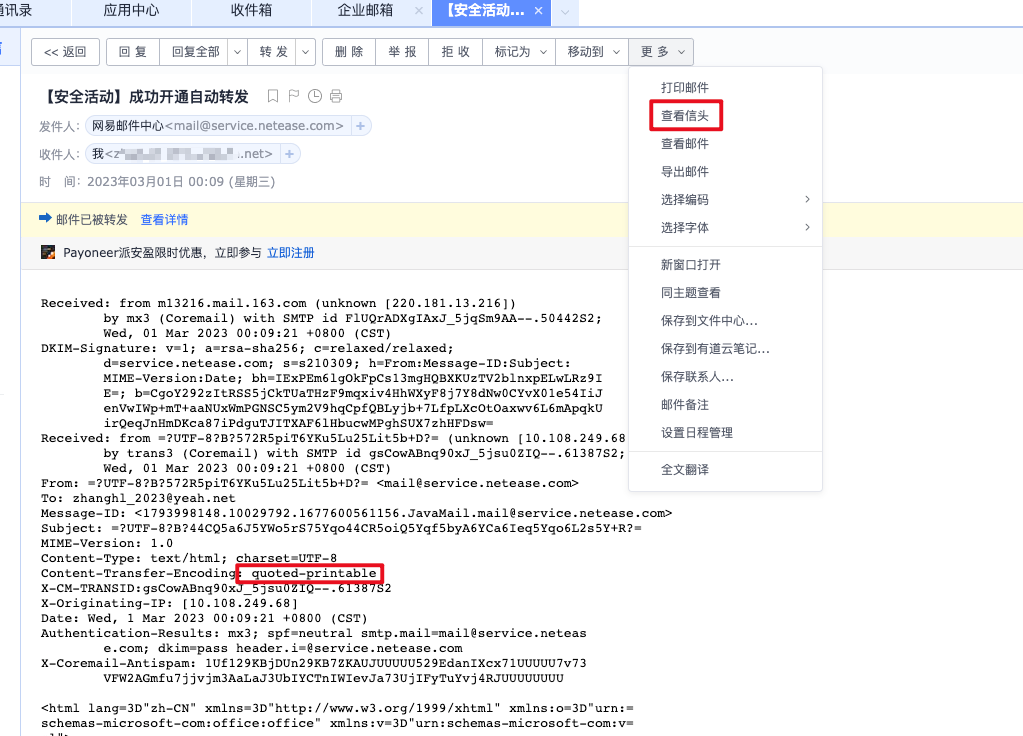 通讯录 应用中心 收件箱 企业邮箱 × 【安全活动... ×
<< 返回 回 复 回复全部 转 发 删 除 举 报 拒 收 标记为 移动到 更 多
【安全活动】成功开通自动转发
发件人: 网易邮件中心<mail@service.netease.com> +
收件人: 我<z .net> +
时 间: 2023年03月01日 00:09 (星期三)
邮件已被转发 查看详情
Payoneer派安盈限时优惠，立即参与 立即注册
打印邮件
查看信头
查看邮件
导出邮件
选择编码
选择字体
新窗口打开
同主题查看
保存到文件中心...
保存到有道云笔记...
保存联系人...
邮件备注
设置日程管理
全文翻译
Received: from m13216.mail.163.com (unknown [220.181.13.216])
by mx3 (Coremail) with SMTP id FlUQrADXgIAxJ_5jqSm9AA--.50442S2;
Wed, 01 Mar 2023 00:09:21 +0800 (CST)
DKIM-Signature: v=1; a=rsa-sha256; c=relaxed/relaxed;
d=service.netease.com; s=s210309; h=From:Message-ID:Subject:
MIME-Version:Date; bh=IExPEm6lgOkFpCsl3mgHQBXKUzTV2blnxpELwLRz9I
E=; b=CgoY292zItRSS5jCkTUaTHzF9mqxiv4HhWXyF8j7Y8dNw0CYvX01e54IiJ
enVwIWp+mT+aaNUxWmPGNSC5ym2V9hqCpfQBLyjb+7LfpLXcOtOaxwv6L6mApqkU
irQeqJnHmDKca87iPdguTJITXAF6lHbucwMPghSUX7zhHFDsw=
Received: from =?UTF-8?B?572R5piT6YKu5Lu25Lit5b+D?= (unknown [10.108.249.68
by trans3 (Coremail) with SMTP id gsCowABnq90xJ_5jsu0ZIQ--.61387S2;
Wed, 01 Mar 2023 00:09:21 +0800 (CST)
From: =?UTF-8?B?572R5piT6YKu5Lu25Lit5b+D?= <mail@service.netease.com>
To: zhanghl_2023@yeah.net
Message-ID: <1793998148.10029792.1677600561156.JavaMail.mail@service.netease.com>
Subject: =?UTF-8?B?44CQ5a6J5YWo5rS75Yqo44CR5oiQ5Yqf5byA6YCa6Ieq5Yqo6L2s5Y+R?=
MIME-Version: 1.0
Content-Type: text/html; charset=UTF-8
Content-Transfer-Encoding: quoted-printable
X-CM-TRANSID:gsCowABnq90xJ_5jsu0ZIQ--.61387S2
X-Originating-IP: [10.108.249.68]
Date: Wed, 1 Mar 2023 00:09:21 +0800 (CST)
Authentication-Results: mx3; spf=neutral smtp.mail=mail@service.neteas
e.com; dkim=pass header.i=@service.netease.com
X-Coremail-Antispam: 1Uf129KBjDUn29KB7ZKAUJUUUUU529EdanIXcx71UUUUU7v73
VFW2AGmfu7jjvjm3AaLaJ3UbIYCTnIWIevJa73UjIFyTuYvj4RJUUUUUUUU
<html lang=3D"zh-CN" xmlns=3D"http://www.w3.org/1999/xhtml" xmlns:o=3D"urn:=
schemas-microsoft-com:office:office" xmlns:v=3D"urn:schemas-microsoft-com:v=